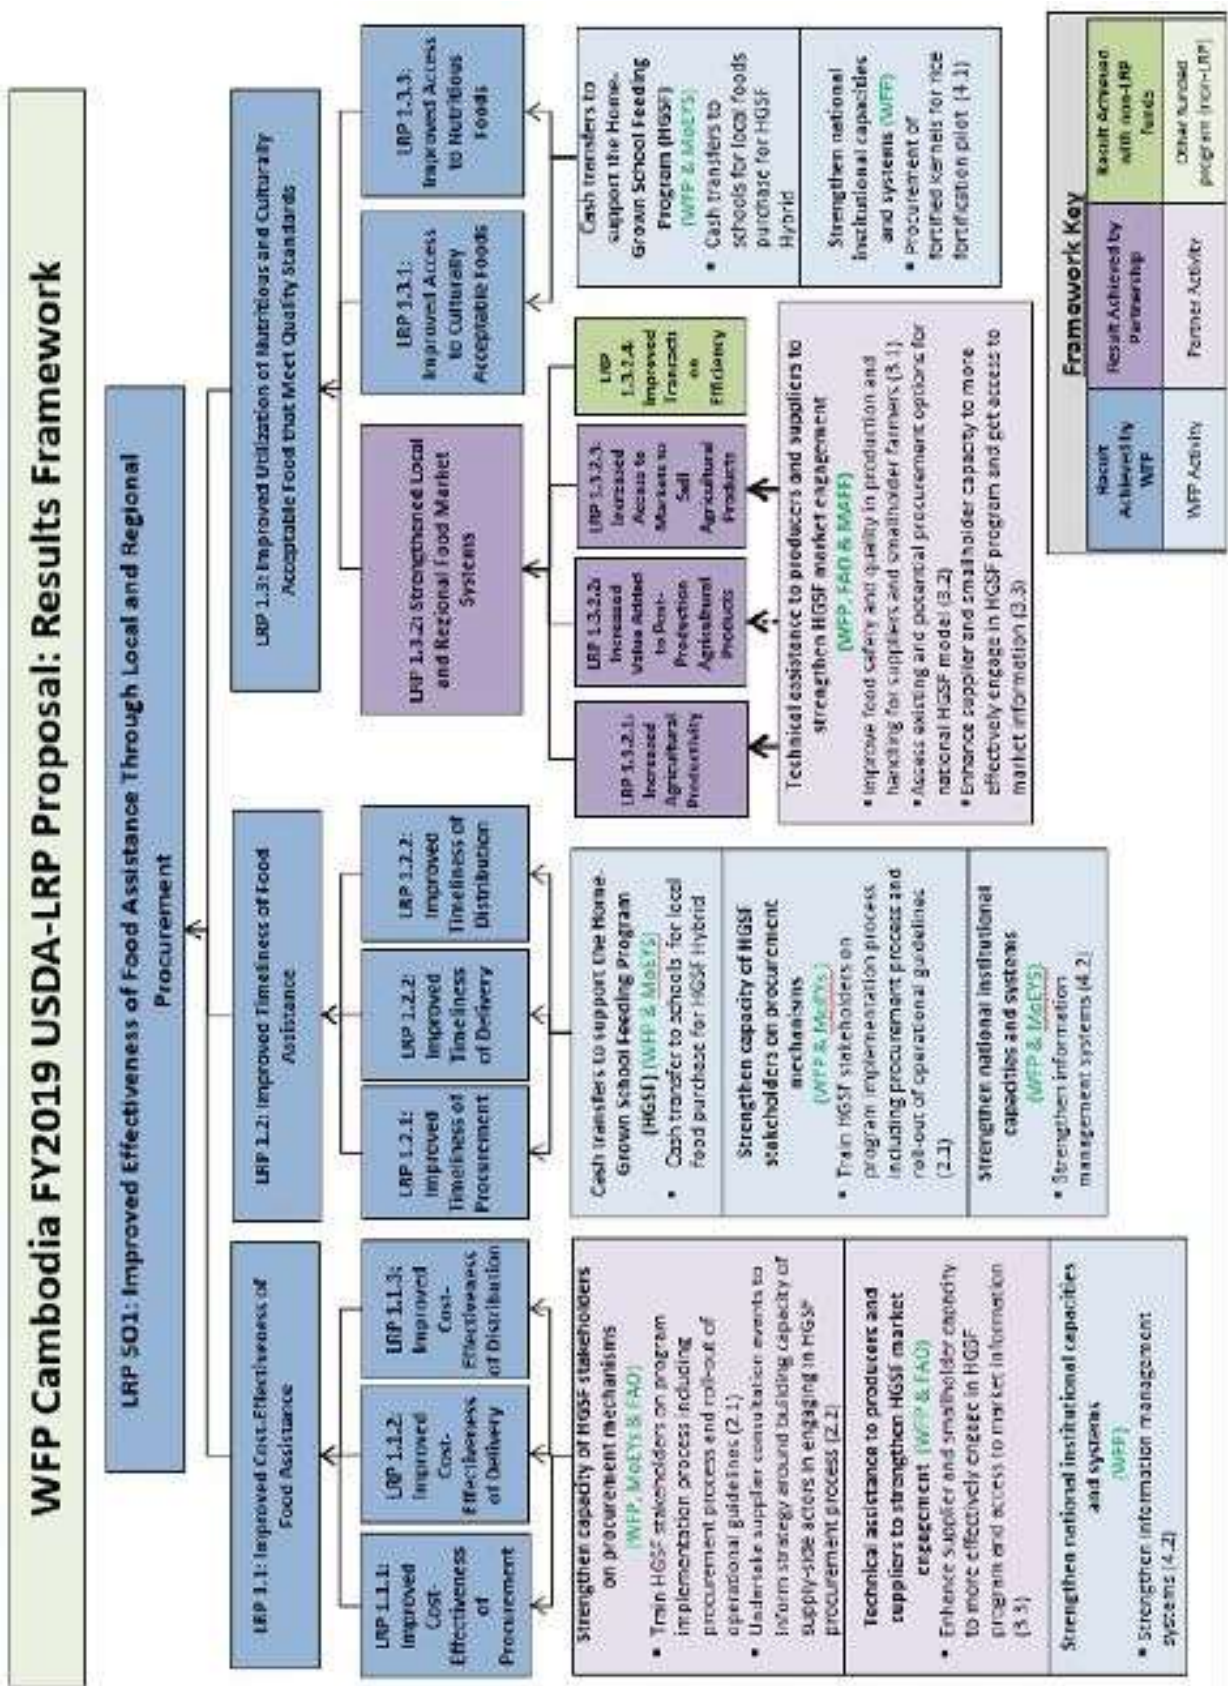 WFP Cambodia FY2019 USDA-LRP Proposal: Results Framework
LRP SO1: Improved Effectiveness of Food Assistance Through Local and Regional
Procurement
LRP 1.1: Improved Cost-Effectiveness of
Food Assistance
LRP 1.2: Improved Timeliness of Food
Assistance
LRP 1.3: Improved Utilization of Nutritious and Culturally
Acceptable Food that Meet Quality Standards
LRP 1.1.1:
Improved
Cost-
Effectiveness
of
Procurement
LRP 1.1.2:
Improved
Cost-
Effectiveness
of Delivery
LRP 1.1.3:
Improved
Cost-
Effectiveness
of Distribution
LRP 1.2.1:
Improved
Timeliness of
Procurement
LRP 1.2.2:
Improved
Timeliness
of Delivery
LRP 1.2.2:
Improved
Timeliness of
Distribution
LRP 1.3.2: Strengthened Local
and Regional Food Market
Systems
LRP 1.3.1:
Improved Access
to Culturally
Acceptable Foods
LRP 1.3.3:
Improved Access
to Nutritious
Foods
LRP 1.3.2.1:
Increased
Agricultural
Productivity
LRP 1.3.2.2:
Increased
Value Added
to Post-
Production
Agricultural
Products
LRP 1.3.2.3:
Increased
Access to
Markets to
Sell
Agricultural
Products
LRP
1.3.2.4:
Improved
Transacti
on
Efficiency
Strengthen capacity of HGSF stakeholders
on procurement mechanisms
(WFP, MoEYs & FAO)
• Train HGSF stakeholders on program
implementation process including
procurement process and roll-out of
operational guidelines (2.1)
• Undertake supplier consultation events to
inform strategy around building capacity of
supply-side actors in engaging in HGSF
procurement process (2.2)
Technical assistance to producers and
suppliers to strengthen HGSF market
engagement (WFP & FAO)
• Enhance supplier and smallholder capacity
to more effectively engage in HGSF
program and access to market information
(3.3)
Strengthen national institutional capacities
and systems
(WFP)
• Strengthen information management
systems (4.2)
Cash transfers to support the Home-
Grown School Feeding Program
(HGSF) (WFP & MoEYS)
• Cash transfer to schools for local
food purchase for HGSF Hybrid
Strengthen capacity of HGSF
stakeholders on procurement
mechanisms
(WFP & MoEYs )
• Train HGSF stakeholders on
program implementation process
including procurement process and
roll-out of operational guidelines
(2.1)
Strengthen national institutional
capacities and systems
(WFP & MoEYS)
• Strengthen information
management systems (4.2)
Technical assistance to producers and suppliers to
strengthen HGSF market engagement
(WFP, FAO & MAFF)
• Improve food safety and quality in production and
handling for suppliers and smallholder farmers (3.1)
• Assess existing and potential procurement options for
national HGSF model (3.2)
• Enhance supplier and smallholder capacity to more
effectively engage in HGSF program and get access to
market information (3.3)
Cash transfers to
support the Home-
Grown School Feeding
Program (HGSF)
(WFP & MoEYS)
• Cash transfers to
schools for local foods
purchase for HGSF
Hybrid
Strengthen national
institutional capacities
and systems (WFP)
• Procurement of
fortified kernels for rice
fortification pilot (4.1)
Framework Key
Result
Achieved by
WFP
Result Achieved by
Partnership
Result Achieved
with non-LRP
funds
WFP Activity
Partner Activity
Other funded
program (non-LRP)